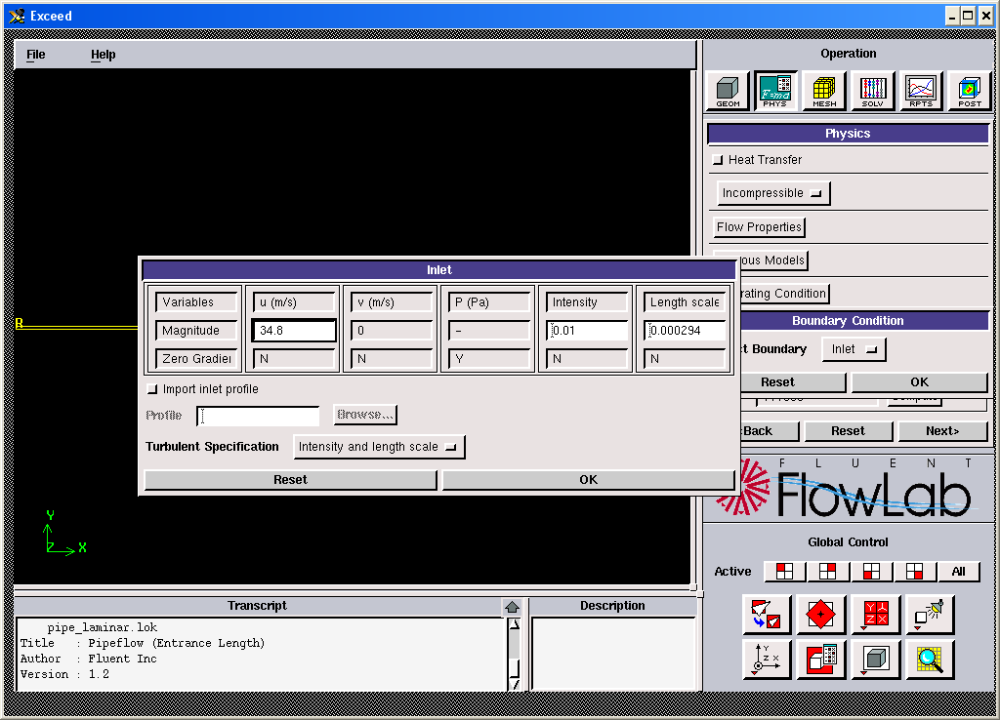 Exceed
File Help
Operation
GEOM F=ma PHYS MESH SOLV RPTS POST
Physics
Heat Transfer
Incompressible
Flow Properties
ous Models
rating Condition
Boundary Condition
t Boundary Inlet
Reset OK
Back Reset Next>
R
Inlet
Variables u (m/s) v (m/s) P (Pa) Intensity Length scale
Magnitude 34.8 0 – 0.01 0.000294
Zero Gradier N N Y N N
Import inlet profile
Profile Browse...
Turbulent Specification Intensity and length scale
Reset OK
Y
Z X
FLUENT
FlowLab
Global Control
Active All
Y
Z X
Transcript Description
pipe_laminar.lok
Title : Pipeflow (Entrance Length)
Author : Fluent Inc
Version : 1.2